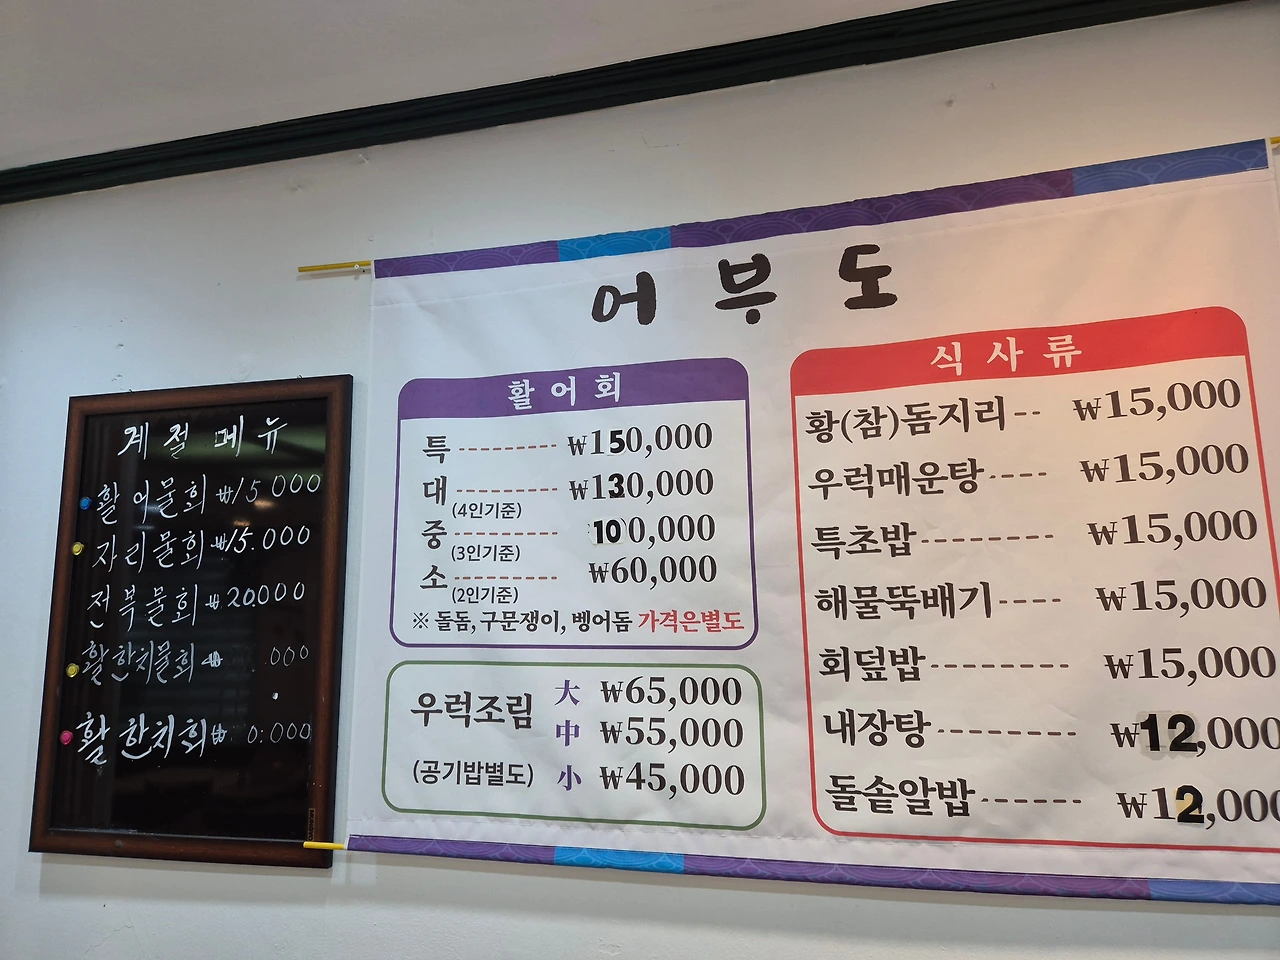 계절메뉴
활어물회 ₩15000
자리물회 ₩15.000
전부물회 ₩20.000
활한치물회 ₩ .000
활한치회 ₩ 0:000
어부도
활어회
특 ---------- ₩150,000
대 ---------- ₩130,000
(4인기준)
중 ---------- 100,000
(3인기준)
소 ---------- ₩60,000
(2인기준)
※ 돌돔, 구문쟁이, 벵어돔 가격은별도
우럭조림 大 ₩65,000
中 ₩55,000
(공기밥별도) 小 ₩45,000
식사류
황(참)돔지리-- ₩15,000
우럭매운탕---- ₩15,000
특초밥--------- ₩15,000
해물뚝배기---- ₩15,000
회덮밥--------- ₩15,000
내장탕--------- ₩12,000
돌솥알밥------- ₩12,000